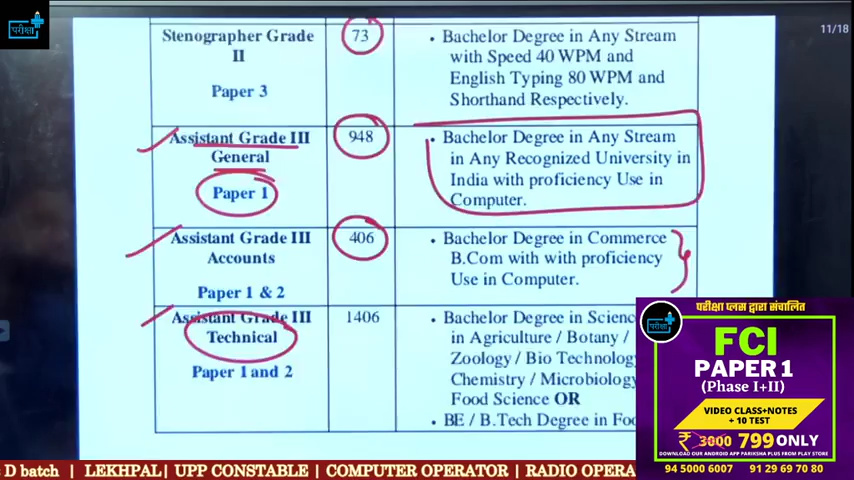 परीक्षा
11/18
Stenographer Grade
II
Paper 3
73
• Bachelor Degree in Any Stream
with Speed 40 WPM and
English Typing 80 WPM and
Shorthand Respectively.
Assistant Grade III
General
Paper 1
948
• Bachelor Degree in Any Stream
in Any Recognized University in
India with proficiency Use in
Computer.
Assistant Grade III
Accounts
Paper 1 & 2
406
• Bachelor Degree in Commerce
B.Com with with proficiency
Use in Computer.
Assistant Grade III
Technical
Paper 1 and 2
1406
• Bachelor Degree in Scienc
in Agriculture / Botany /
Zoology / Bio Technology
Chemistry / Microbiology
Food Science OR
• BE / B.Tech Degree in Foo
परीक्षा प्लस द्वारा संचालित
परीक्षा
FCI
PAPER 1
(Phase I+II)
VIDEO CLASS+NOTES
+ 10 TEST
₹ 3000 799 ONLY
DOWNLOAD OUR ANDROID APP PARIKSHA PLUS FROM PLAY STORE
94 5000 6007 91 29 69 70 80
D batch | LEKHPAL| UPP CONSTABLE | COMPUTER OPERATOR | RADIO OPERA